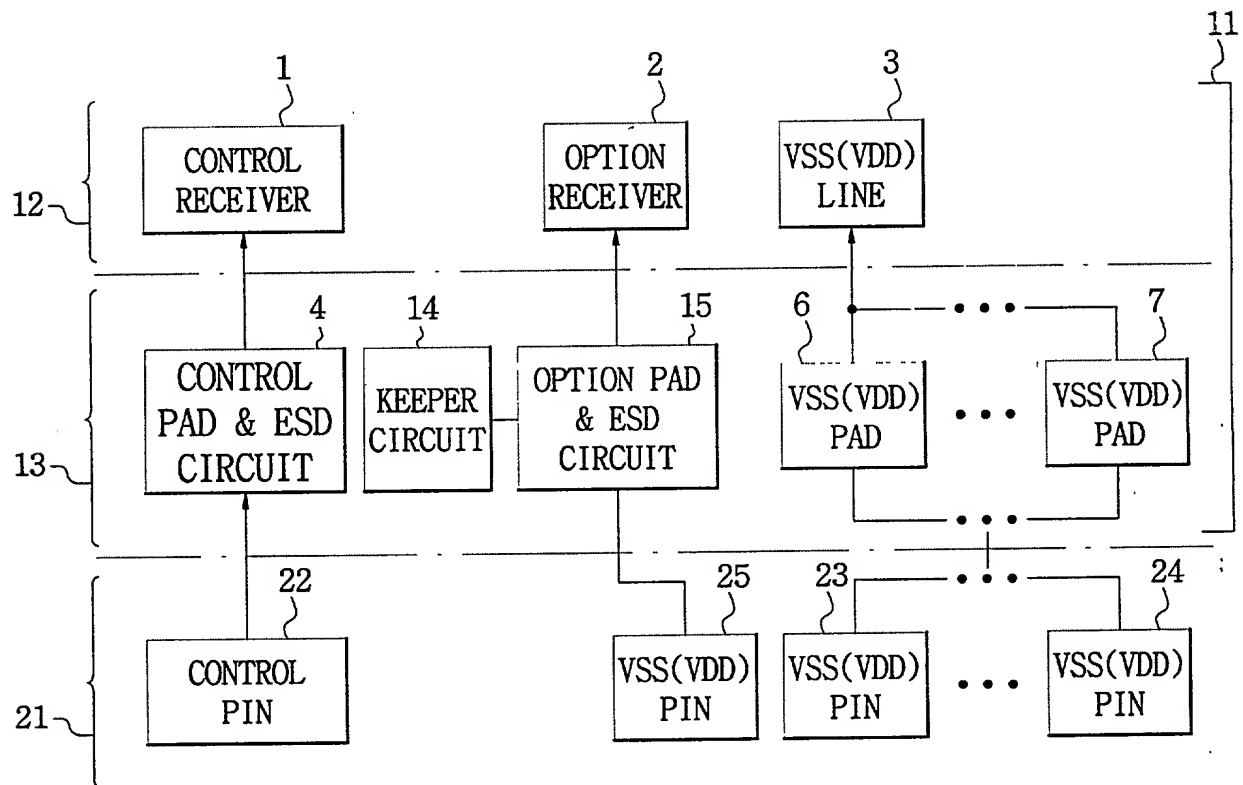 11
1
2
3
CONTROL
RECEIVER
OPTION
RECEIVER
VSS(VDD)
LINE
12
4
14
15
6
7
CONTROL
PAD & ESD
CIRCUIT
KEEPER
CIRCUIT
OPTION PAD
& ESD
CIRCUIT
VSS(VDD)
PAD
VSS(VDD)
PAD
13
22
25
23
24
CONTROL
PIN
VSS(VDD)
PIN
VSS(VDD)
PIN
VSS(VDD)
PIN
21